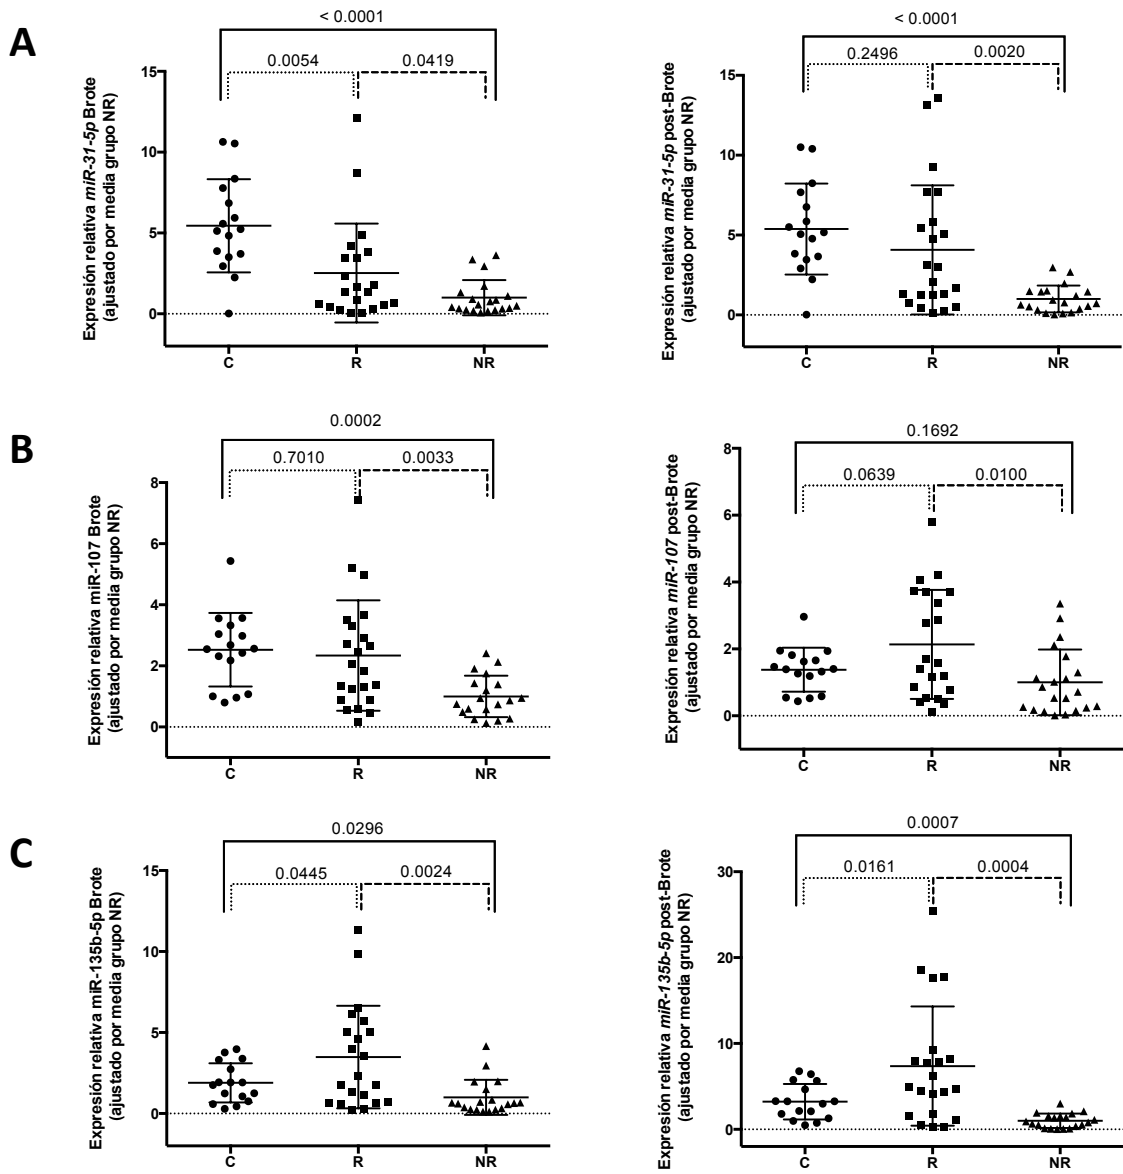 A
< 0.0001
0.0054
0.0419
Expresión relativa miR-31-5p Brote
(ajustado por media grupo NR)
15
10
5
0
C
R
NR
< 0.0001
0.2496
0.0020
Expresión relativa miR-31-5p post-Brote
(ajustado por media grupo NR)
15
10
5
0
C
R
NR
B
0.0002
0.7010
0.0033
Expresión relativa miR-107 Brote
(ajustado por media grupo NR)
8
6
4
2
0
C
R
NR
0.1692
0.0639
0.0100
Expresión relativa miR-107 post-Brote
(ajustado por media grupo NR)
8
6
4
2
0
C
R
NR
C
0.0296
0.0445
0.0024
Expresión relativa miR-135b-5p Brote
(ajustado por media grupo NR)
15
10
5
0
C
R
NR
0.0007
0.0161
0.0004
Expresión relativa miR-135b-5p post-Brote
(ajustado por media grupo NR)
30
20
10
0
C
R
NR